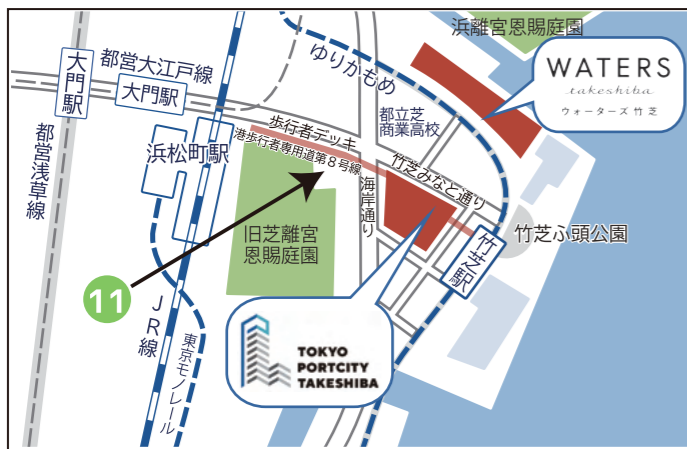 浜離宮恩賜庭園
WATERS
takeshiba
ウォーターズ竹芝
都営大江戸線
大門駅
大門駅
ゆりかもめ
都立芝
商業高校
歩行者デッキ
港歩行者専用道第8号線
竹芝みなと通り
浜松町駅
都営浅草線
海岸通り
旧芝離宮
恩賜庭園
竹芝ふ頭公園
竹芝駅
11
JR線
東京モノレール
TOKYO
PORTCITY
TAKESHIBA